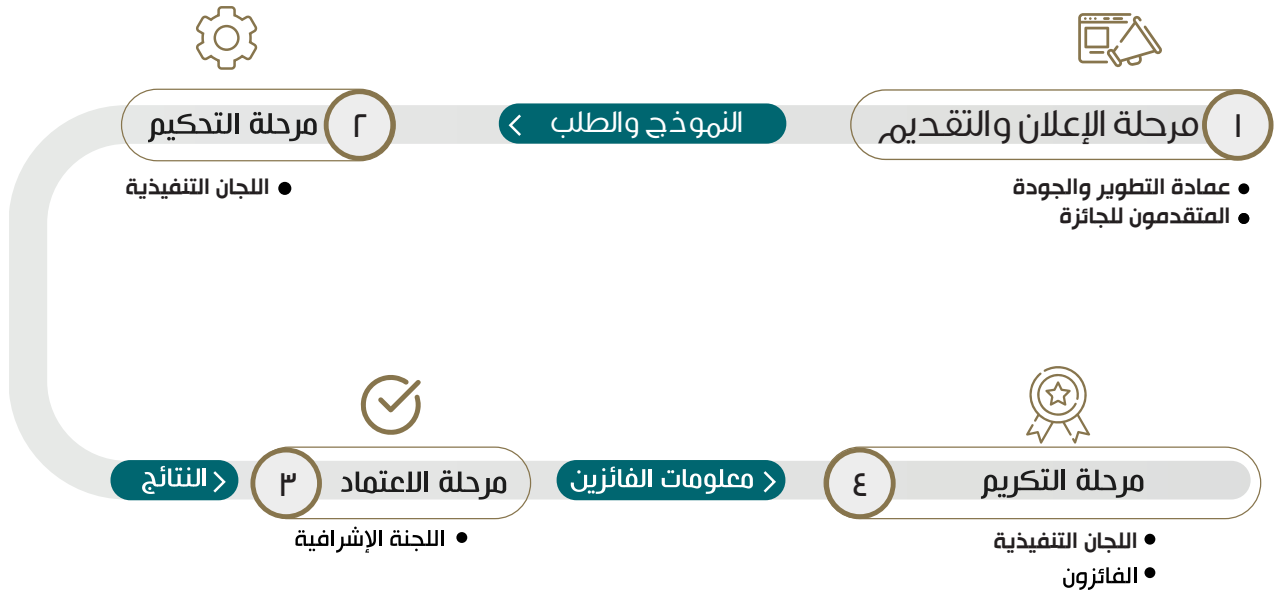 ١ مرحلة الإعلان والتقديم
عمادة التطوير والجودة
المتقدمون للجائزة
النموذج والطلب
٢ مرحلة التحكيم
اللجان التنفيذية
النتائج
٣ مرحلة الاعتماد
اللجنة الإشرافية
معلومات الفائزين
٤ مرحلة التكريم
اللجان التنفيذية
الفائزون